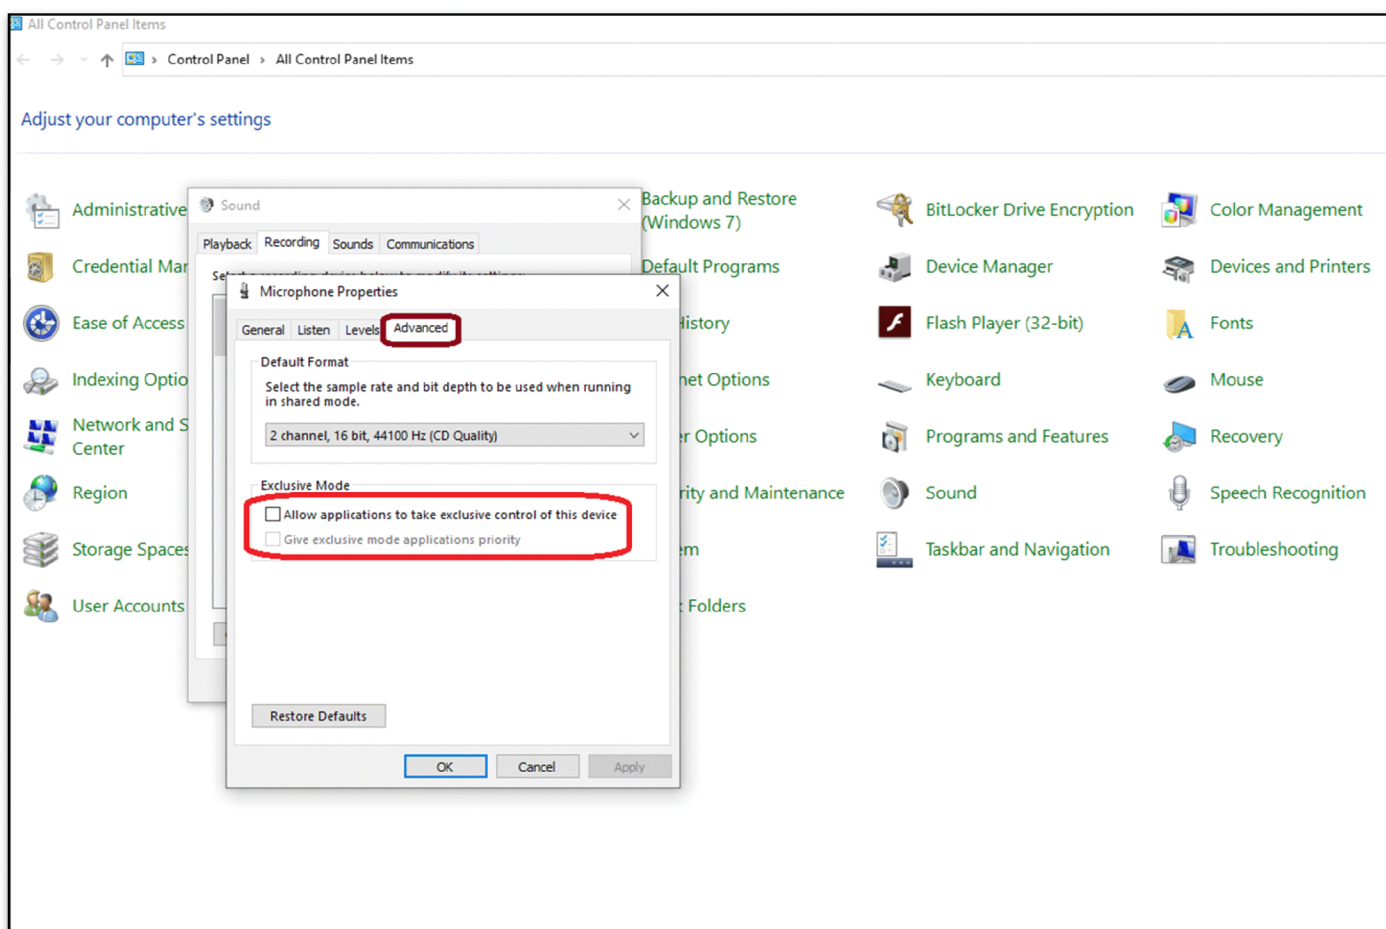 All Control Panel Items
Control Panel > All Control Panel Items
Adjust your computer's settings
Administrative
Backup and Restore
(Windows 7)
BitLocker Drive Encryption
Color Management
Credential
Default Programs
Device Manager
Devices and Printers
Ease of Access
History
Flash Player (32-bit)
Fonts
Indexing
Options
Keyboard
Mouse
Network and
Center
Options
Programs and Features
Recovery
Region
and Maintenance
Sound
Speech Recognition
Storage Spaces
Taskbar and Navigation
Troubleshooting
User Accounts
Folders
Sound
Playback Recording Sounds Communications
Microphone Properties
General Listen Levels Advanced
Default Format
Select the sample rate and bit depth to be used when running
in shared mode.
2 channel, 16 bit, 44100 Hz (CD Quality)
Exclusive Mode
Allow applications to take exclusive control of this device
Give exclusive mode applications priority
Restore Defaults
OK Cancel Apply